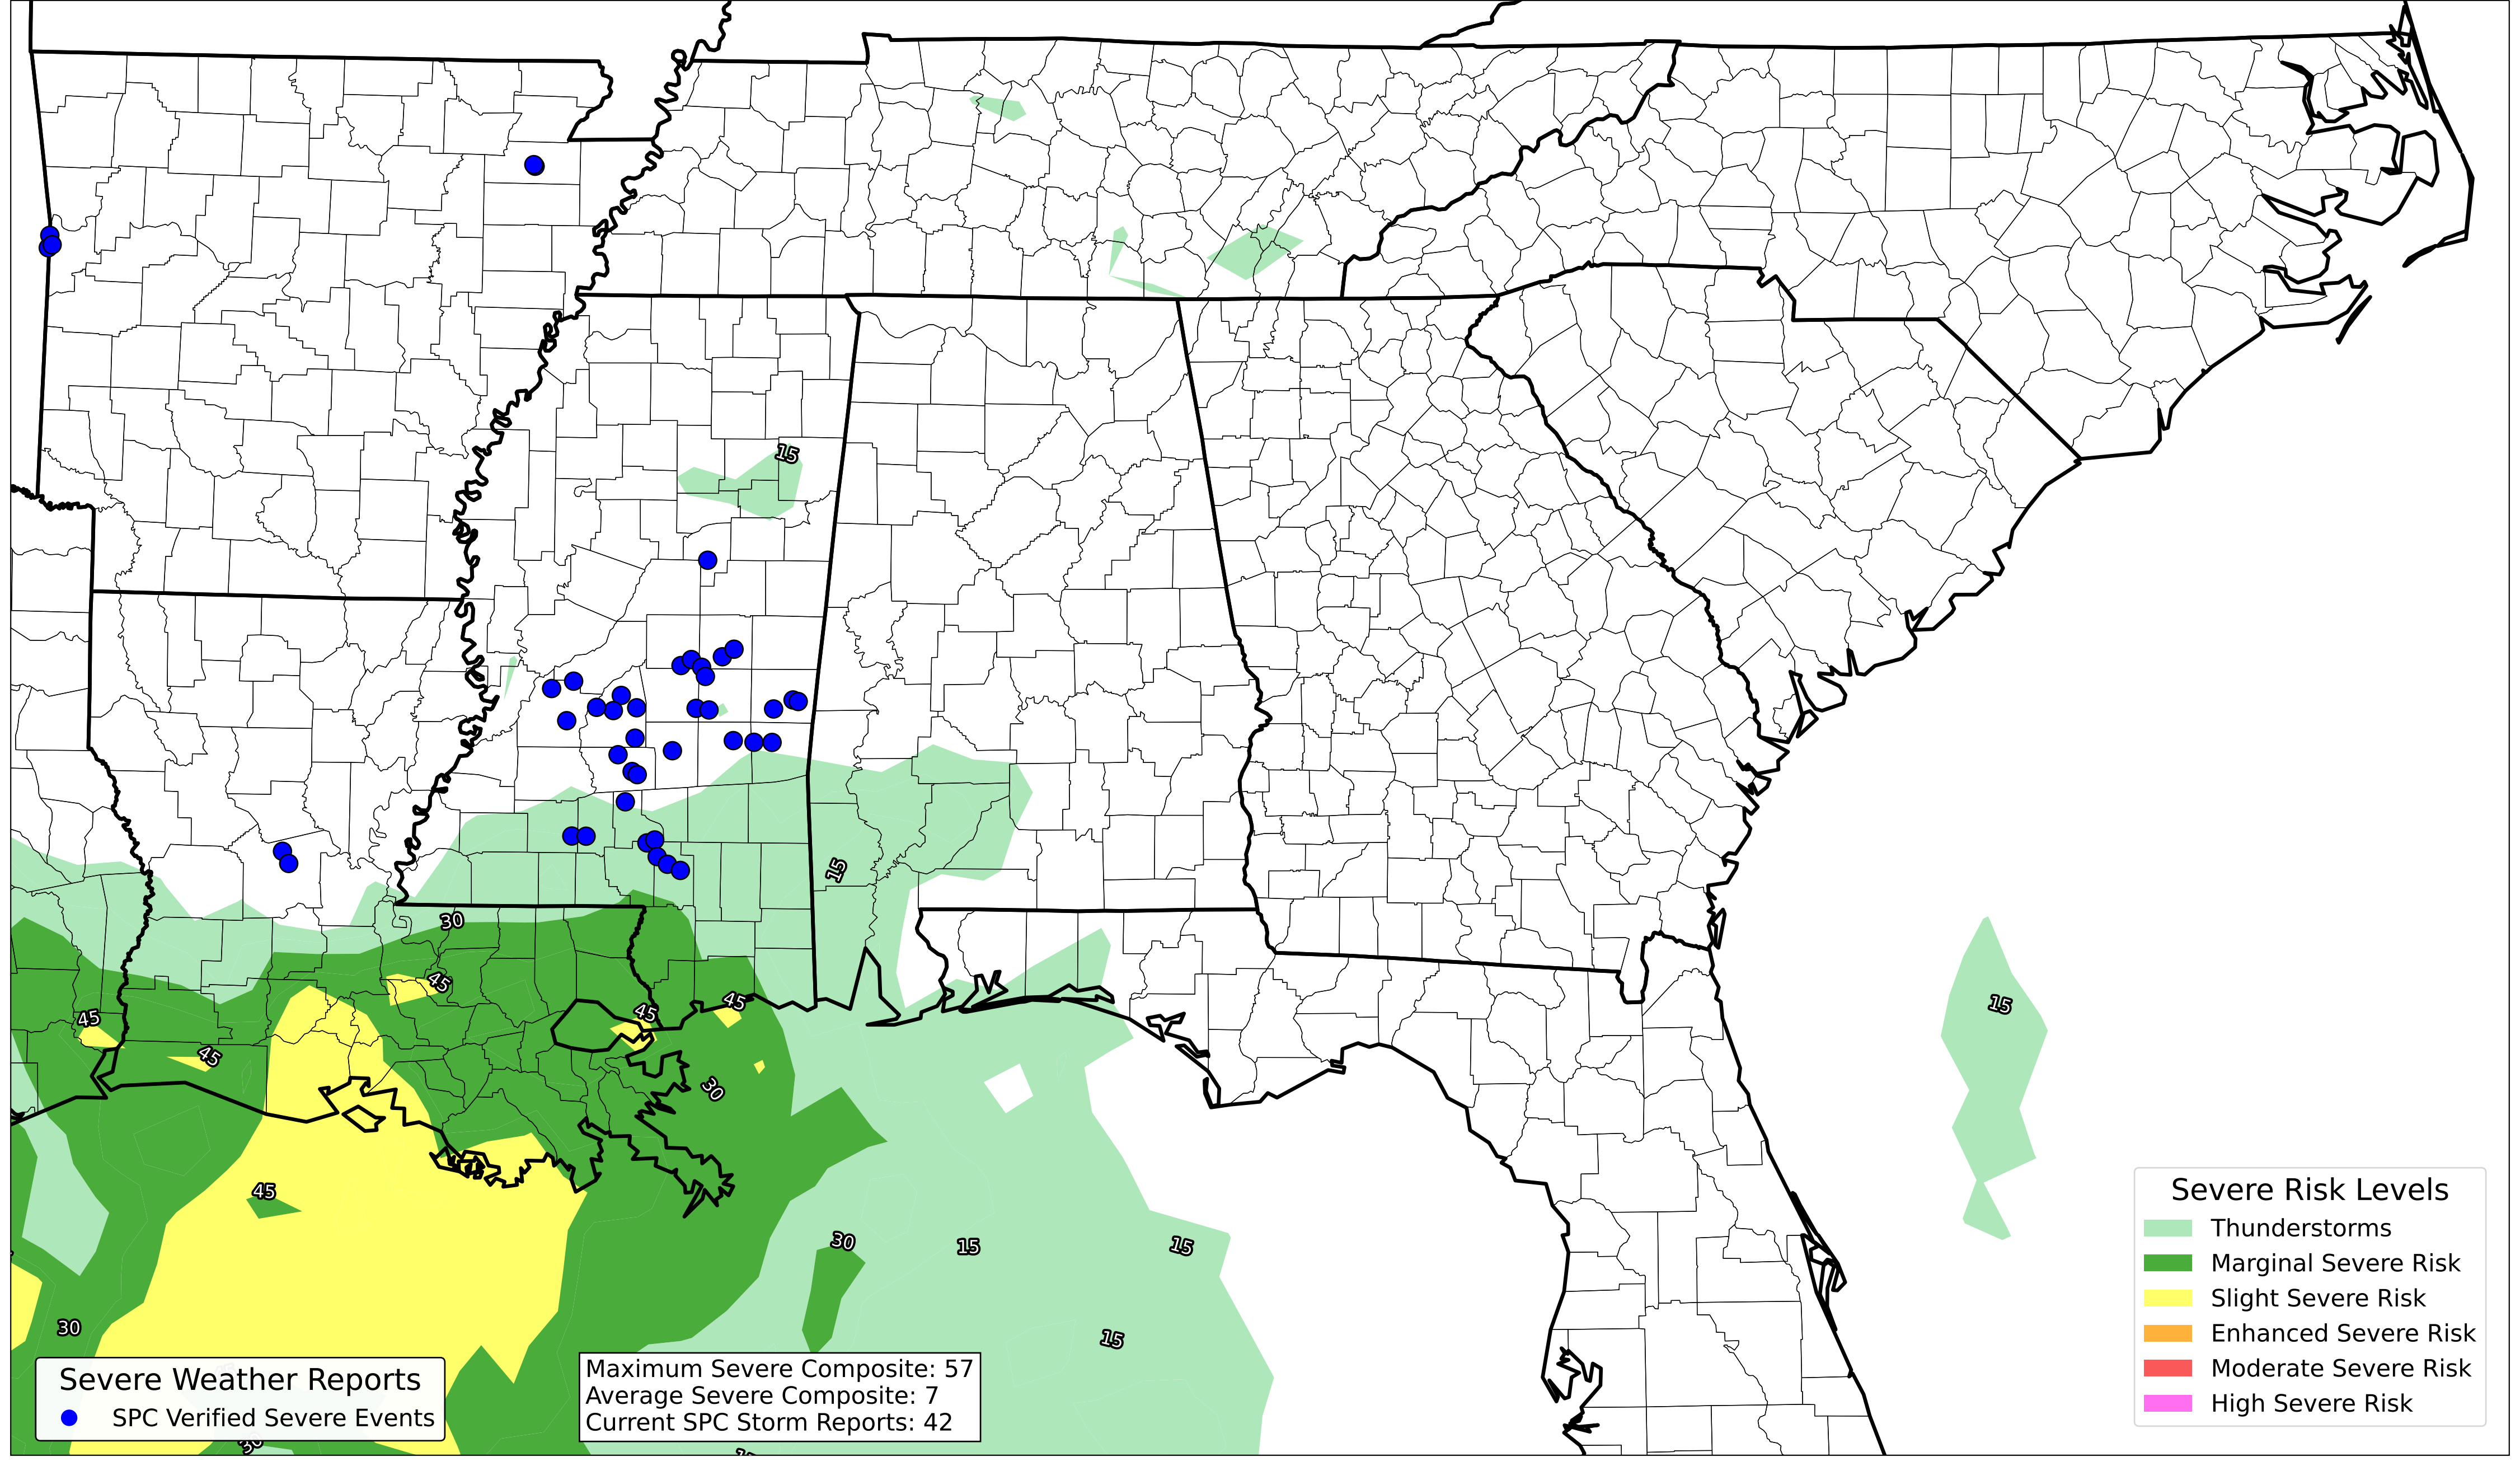 15
15
30
45
45
45
45
45
15
30
45
30
15
15
15
30
Severe Risk Levels
Thunderstorms
Marginal Severe Risk
Slight Severe Risk
Enhanced Severe Risk
Moderate Severe Risk
High Severe Risk
Severe Weather Reports
SPC Verified Severe Events
Maximum Severe Composite: 57
Average Severe Composite: 7
Current SPC Storm Reports: 42